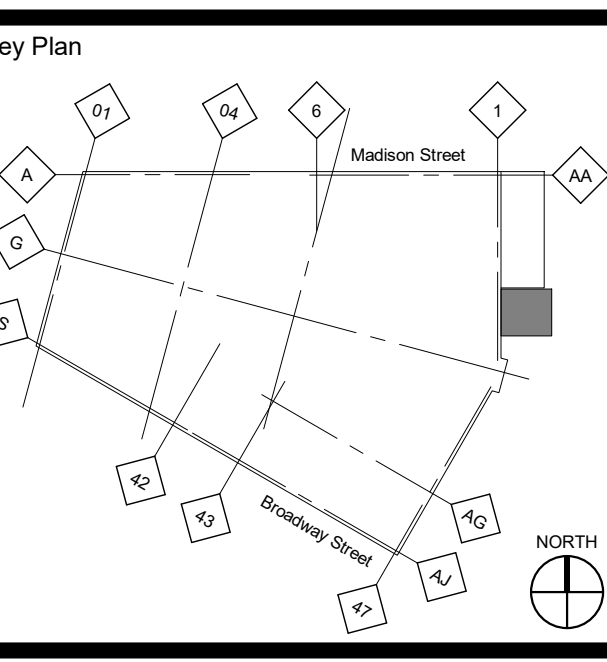 ey Plan
01
04
6
1
Madison Street
A
AA
G
S
42
43
Broadway Street
AG
NORTH
AJ
47